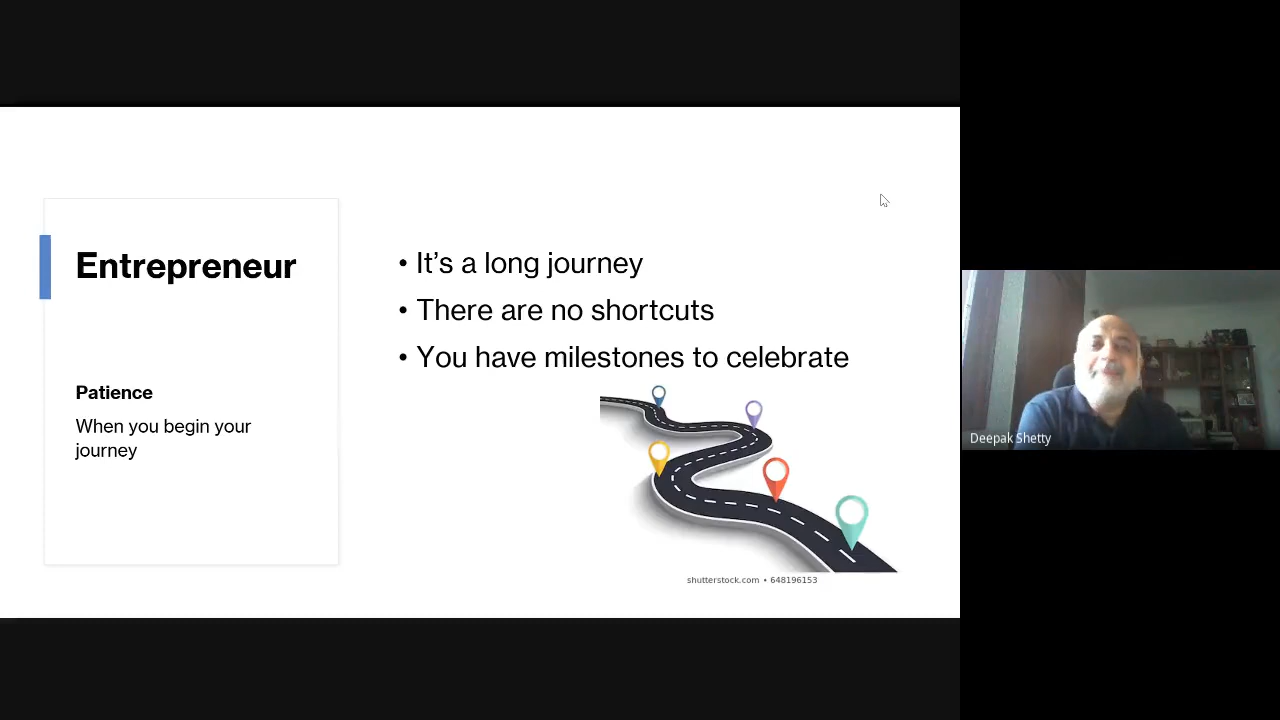 Entrepreneur
Patience
When you begin your
journey
• It’s a long journey
• There are no shortcuts
• You have milestones to celebrate
shutterstock.com • 648196153
Deepak Shetty